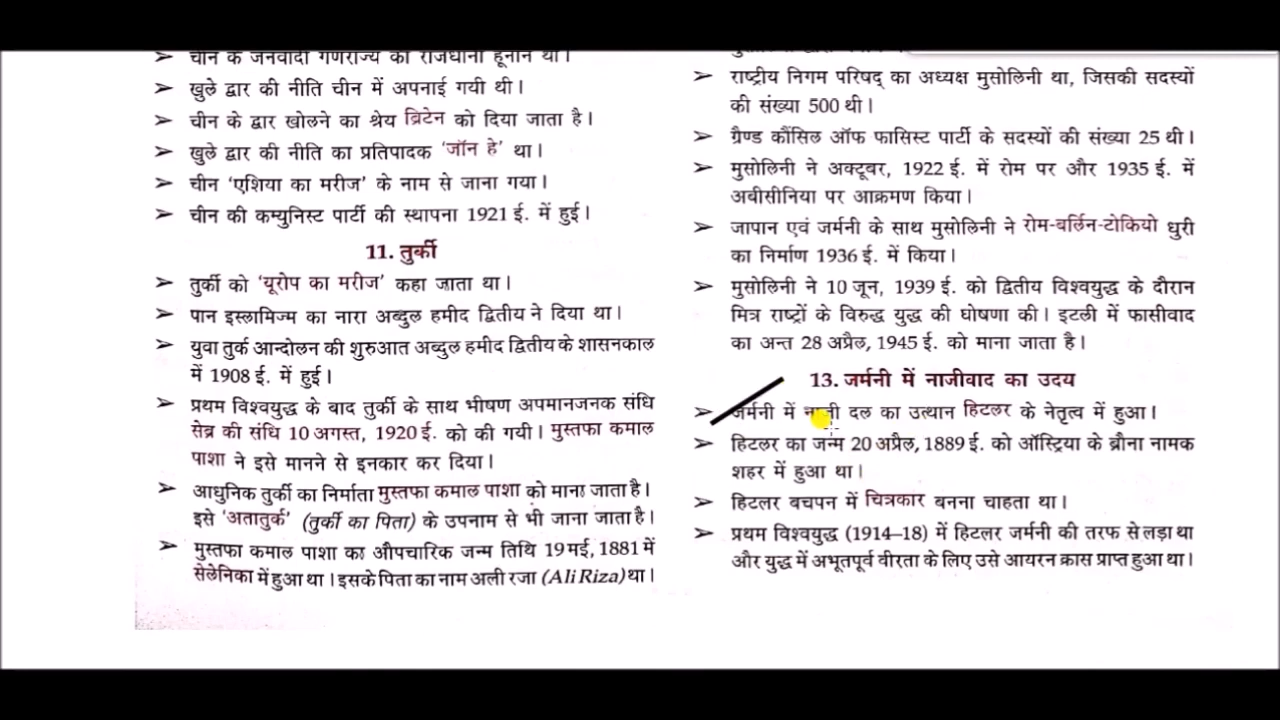 चीन के जनवादी गणराज्य की राजधानी हूनान था।
➢ खुले द्वार की नीति चीन में अपनाई गयी थी।
➢ चीन के द्वार खोलने का श्रेय ब्रिटेन को दिया जाता है।
➢ खुले द्वार की नीति का प्रतिपादक 'जॉन हे' था।
➢ चीन 'एशिया का मरीज' के नाम से जाना गया।
➢ चीन की कम्युनिस्ट पार्टी की स्थापना 1921 ई. में हुई।
11. तुर्की
➢ तुर्की को 'यूरोप का मरीज' कहा जाता था।
➢ पान इस्लामिज्म का नारा अब्दुल हमीद द्वितीय ने दिया था।
➢ युवा तुर्क आन्दोलन की शुरुआत अब्दुल हमीद द्वितीय के शासनकाल
में 1908 ई. में हुई।
➢ प्रथम विश्वयुद्ध के बाद तुर्की के साथ भीषण अपमानजनक संधि
सेब्र की संधि 10 अगस्त, 1920 ई. को की गयी। मुस्तफा कमाल
पाशा ने इसे मानने से इनकार कर दिया।
➢ आधुनिक तुर्की का निर्माता मुस्तफा कमाल पाशा को माना जाता है।
इसे 'अतातुर्क' (तुर्की का पिता) के उपनाम से भी जाना जाता है।
➢ मुस्तफा कमाल पाशा का औपचारिक जन्म तिथि 19 मई, 1881 में
सेलेनिका में हुआ था। इसके पिता का नाम अली रजा (Ali Riza) था।
➢ राष्ट्रीय निगम परिषद् का अध्यक्ष मुसोलिनी था, जिसकी सदस्यों
की संख्या 500 थी।
➢ ग्रैण्ड कौंसिल ऑफ फासिस्ट पार्टी के सदस्यों की संख्या 25 थी।
➢ मुसोलिनी ने अक्टूबर, 1922 ई. में रोम पर और 1935 ई. में
अबीसीनिया पर आक्रमण किया।
➢ जापान एवं जर्मनी के साथ मुसोलिनी ने रोम-बर्लिन-टोकियो धुरी
का निर्माण 1936 ई. में किया।
➢ मुसोलिनी ने 10 जून, 1939 ई. को द्वितीय विश्वयुद्ध के दौरान
मित्र राष्ट्रों के विरुद्ध युद्ध की घोषणा की। इटली में फासीवाद
का अन्त 28 अप्रैल, 1945 ई. को माना जाता है।
13. जर्मनी में नाजीवाद का उदय
➢ जर्मनी में नाजी दल का उत्थान हिटलर के नेतृत्व में हुआ।
➢ हिटलर का जन्म 20 अप्रैल, 1889 ई. को ऑस्ट्रिया के ब्रौना नामक
शहर में हुआ था।
➢ हिटलर बचपन में चित्रकार बनना चाहता था।
➢ प्रथम विश्वयुद्ध (1914–18) में हिटलर जर्मनी की तरफ से लड़ा था
और युद्ध में अभूतपूर्व वीरता के लिए उसे आयरन क्रास प्राप्त हुआ था।